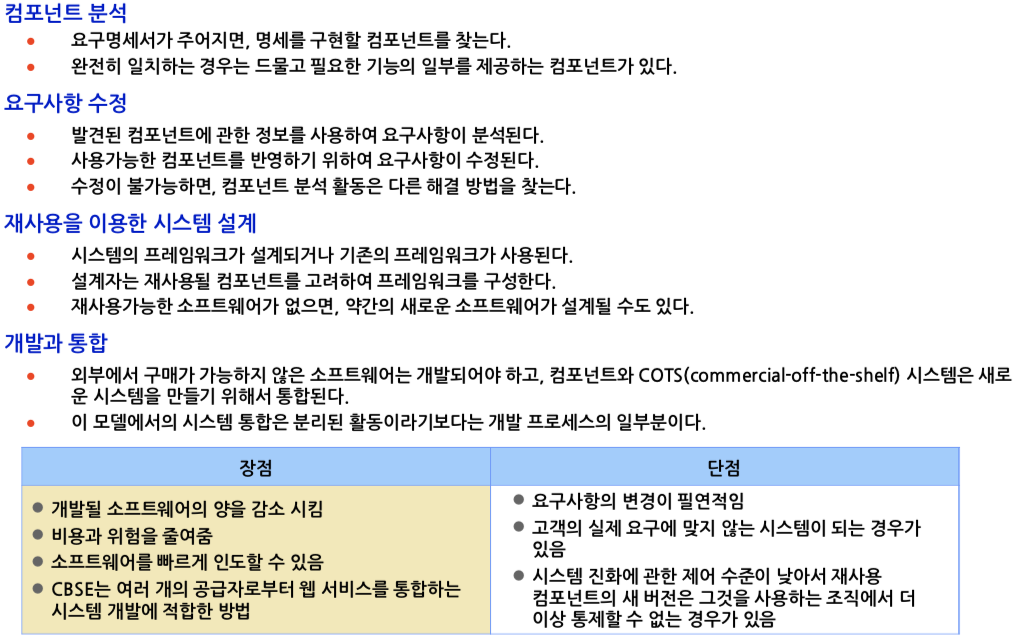 컴포넌트 분석
● 요구명세서가 주어지면, 명세를 구현할 컴포넌트를 찾는다.
● 완전히 일치하는 경우는 드물고 필요한 기능의 일부를 제공하는 컴포넌트가 있다.
요구사항 수정
● 발견된 컴포넌트에 관한 정보를 사용하여 요구사항이 분석된다.
● 사용가능한 컴포넌트를 반영하기 위하여 요구사항이 수정된다.
● 수정이 불가능하면, 컴포넌트 분석 활동은 다른 해결 방법을 찾는다.
재사용을 이용한 시스템 설계
● 시스템의 프레임워크가 설계되거나 기존의 프레임워크가 사용된다.
● 설계자는 재사용될 컴포넌트를 고려하여 프레임워크를 구성한다.
● 재사용가능한 소프트웨어가 없으면, 약간의 새로운 소프트웨어가 설계될 수도 있다.
개발과 통합
● 외부에서 구매가 가능하지 않은 소프트웨어는 개발되어야 하고, 컴포넌트와 COTS(commercial-off-the-shelf) 시스템은 새로
운 시스템을 만들기 위해서 통합된다.
● 이 모델에서의 시스템 통합은 분리된 활동이라기보다는 개발 프로세스의 일부분이다.
장점
● 개발될 소프트웨어의 양을 감소 시킴
● 비용과 위험을 줄여줌
● 소프트웨어를 빠르게 인도할 수 있음
● CBSE는 여러 개의 공급자로부터 웹 서비스를 통합하는
시스템 개발에 적합한 방법
단점
● 요구사항의 변경이 필연적임
● 고객의 실제 요구에 맞지 않는 시스템이 되는 경우가
있음
● 시스템 진화에 관한 제어 수준이 낮아서 재사용
컴포넌트의 새 버전은 그것을 사용하는 조직에서 더
이상 통제할 수 없는 경우가 있음